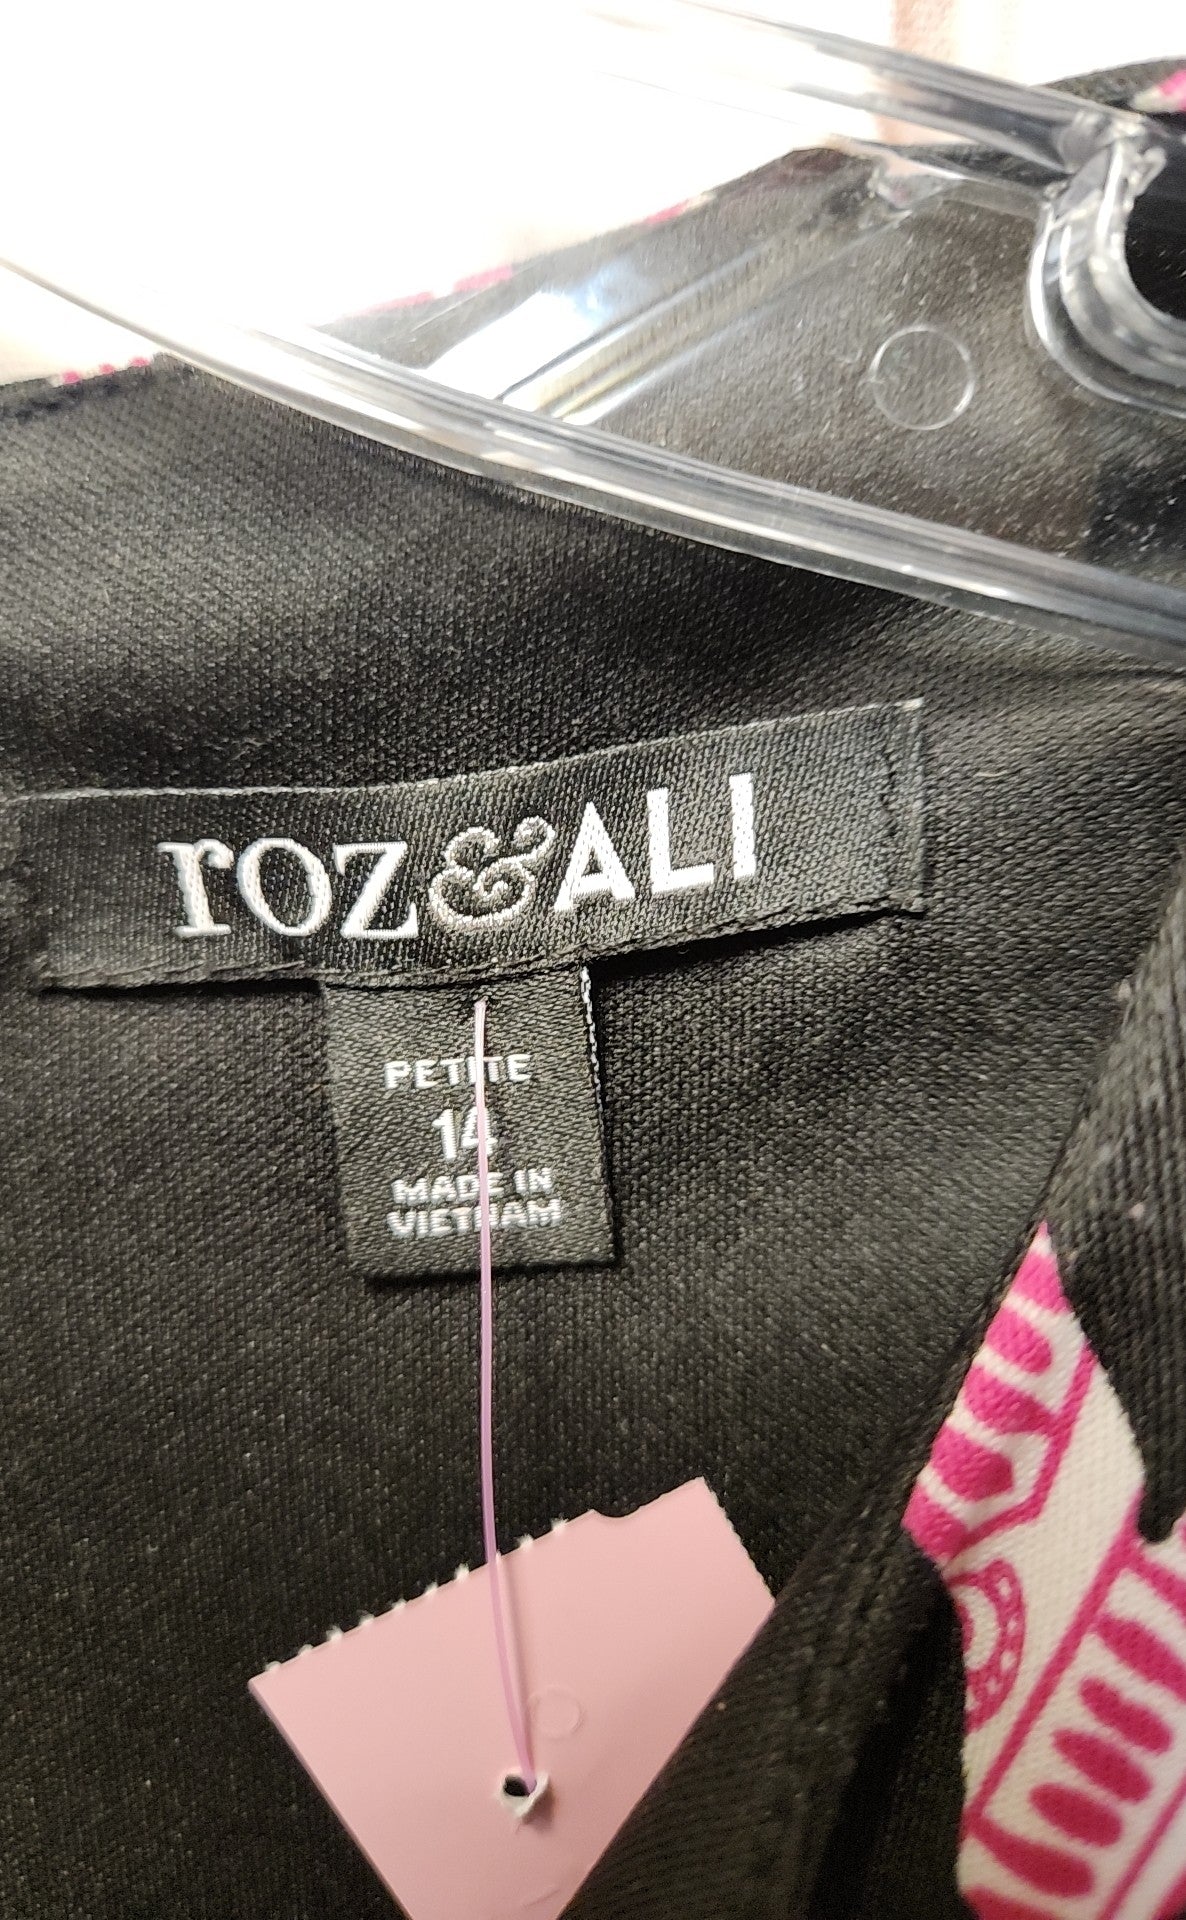 roz&ALI
PETITE
14
MADE IN
VIETNAM